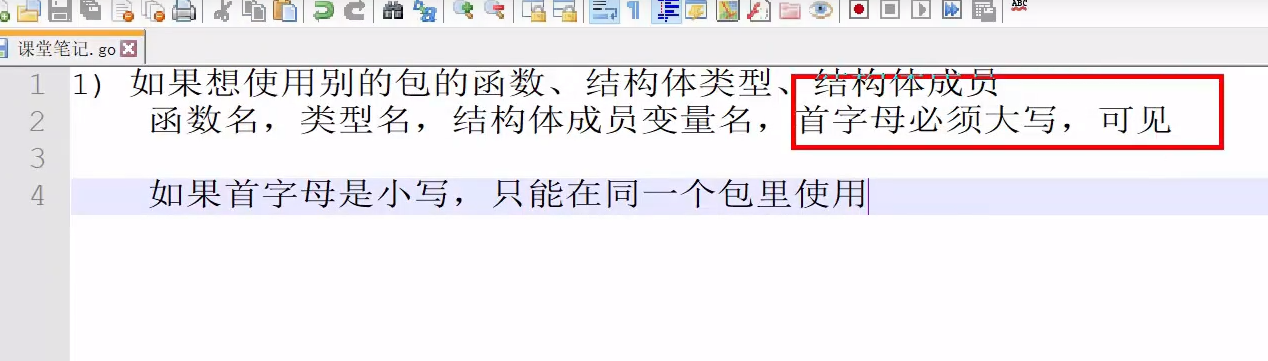 ABC
课堂笔记.go
1 1) 如果想使用别的包的函数、结构体类型、结构体成员
2 函数名，类型名，结构体成员变量名，首字母必须大写，可见
3
4 如果首字母是小写，只能在同一个包里使用